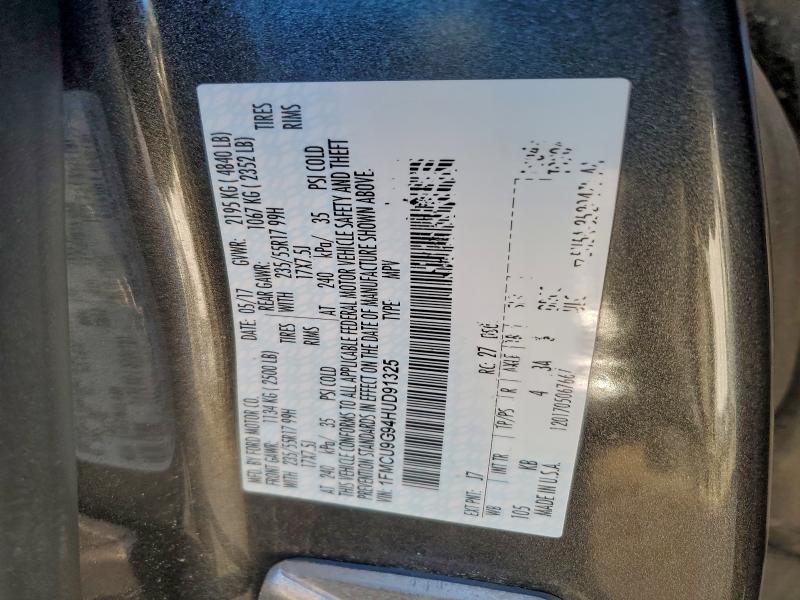 MFD. BY FORD MOTOR CO.
DATE: 05/17 GVWR: 2195 KG ( 4840 LB)
FRONT GAWR: 1134 KG ( 2500 LB) REAR GAWR: 1067 KG ( 2352 LB)
WITH 235/55R17 99H TIRES WITH 235/55R17 99H TIRES
17X7.5J RIMS 17X7.5J RIMS
AT 240 kPa/ 35 PSI COLD AT 240 kPa/ 35 PSI COLD
THIS VEHICLE CONFORMS TO ALL APPLICABLE FEDERAL MOTOR VEHICLE SAFETY AND THEFT
PREVENTION STANDARDS IN EFFECT ON THE DATE OF MANUFACTURE SHOWN ABOVE.
VIN: 1FMCU9G94HUD91325 TYPE: MPV
EXT PNT: J7 RC: 27
WB INT TR TP/PS R AXLE TR
105 KB 4 3A
MADE IN U.S.A.